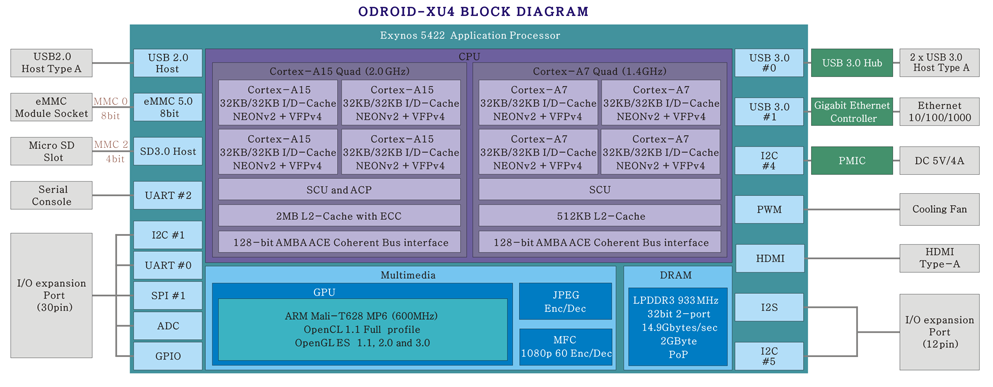 ODROID-XU4 BLOCK DIAGRAM
Exynos 5422 Application Processor
USB2.0
Host Type A
eMMC
Module Socket
Micro SD
Slot
Serial
Console
I/O expansion
Port
(30pin)
MMC 0
8bit
MMC 2
4bit
USB 2.0
Host
eMMC 5.0
8bit
SD3.0 Host
UART #2
I2C #1
UART #0
SPI #1
ADC
GPIO
CPU
Cortex-A15 Quad (2.0GHz)
Cortex-A15
32KB/32KB I/D-Cache
NEONv2 + VFPv4
Cortex-A15
32KB/32KB I/D-Cache
NEONv2 + VFPv4
Cortex-A15
32KB/32KB I/D-Cache
NEONv2 + VFPv4
Cortex-A15
32KB/32KB I/D-Cache
NEONv2 + VFPv4
SCU and ACP
2MB L2-Cache with ECC
128-bit AMBA ACE Coherent Bus interface
Cortex-A7 Quad (1.4GHz)
Cortex-A7
32KB/32KB I/D-Cache
NEONv2 + VFPv4
Cortex-A7
32KB/32KB I/D-Cache
NEONv2 + VFPv4
Cortex-A7
32KB/32KB I/D-Cache
NEONv2 + VFPv4
Cortex-A7
32KB/32KB I/D-Cache
NEONv2 + VFPv4
SCU
512KB L2-Cache
128-bit AMBA ACE Coherent Bus interface
Multimedia
GPU
ARM Mali-T628 MP6 (600MHz)
OpenCL 1.1 Full profile
OpenGL ES 1.1, 2.0 and 3.0
JPEG
Enc/Dec
MFC
1080p 60 Enc/Dec
DRAM
LPDDR3 933MHz
32bit 2-port
14.9Gbytes/sec
2GByte
PoP
USB 3.0
#0
USB 3.0
#1
I2C
#4
PWM
HDMI
I2S
I2C
#5
USB 3.0 Hub
Gigabit Ethernet
Controller
PMIC
2 x USB 3.0
Host Type A
Ethernet
10/100/1000
DC 5V/4A
Cooling Fan
HDMI
Type-A
I/O expansion
Port
(12pin)